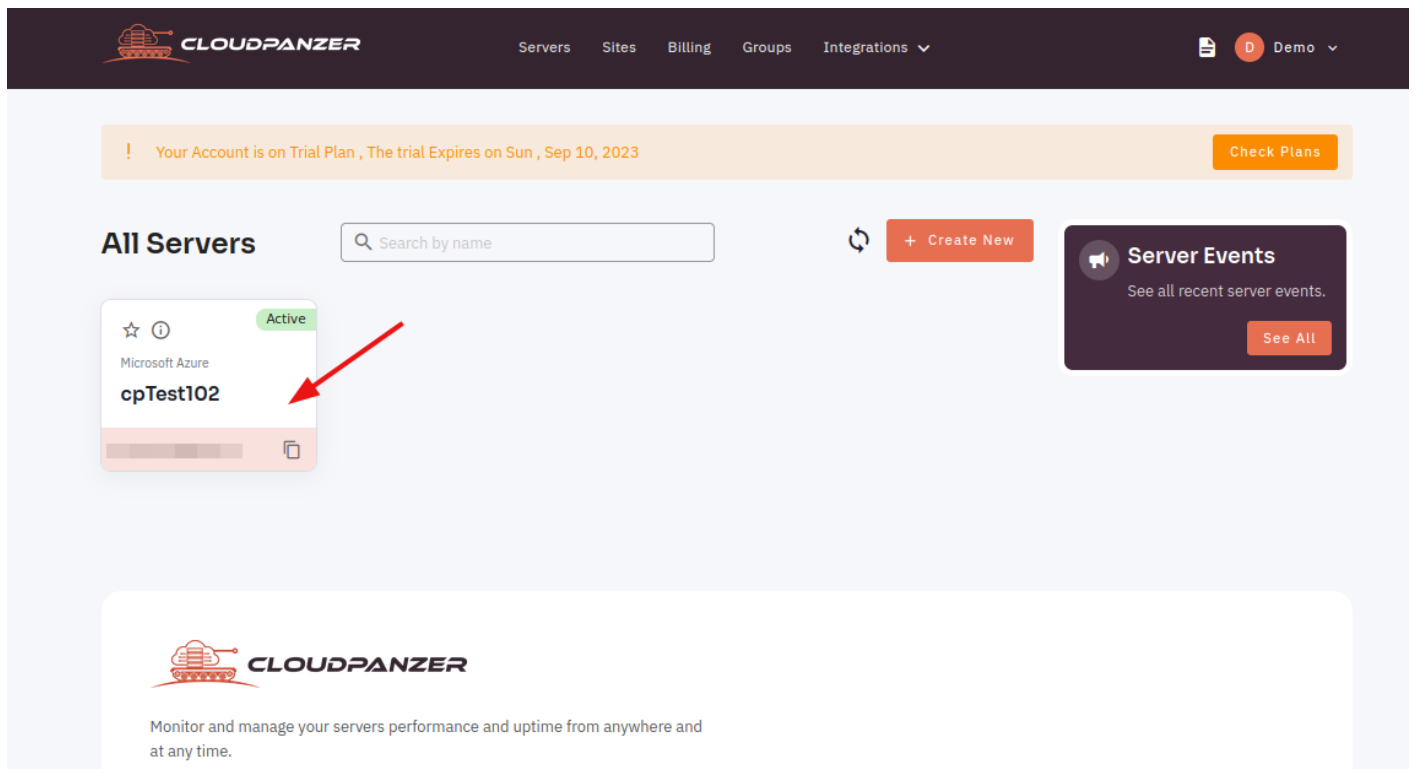 CLOUDPANZER
Servers Sites Billing Groups Integrations
D Demo
! Your Account is on Trial Plan , The trial Expires on Sun , Sep 10, 2023
Check Plans
All Servers
Search by name
+ Create New
Server Events
See all recent server events.
See All
Active
Microsoft Azure
cpTest102
CLOUDPANZER
Monitor and manage your servers performance and uptime from anywhere and
at any time.